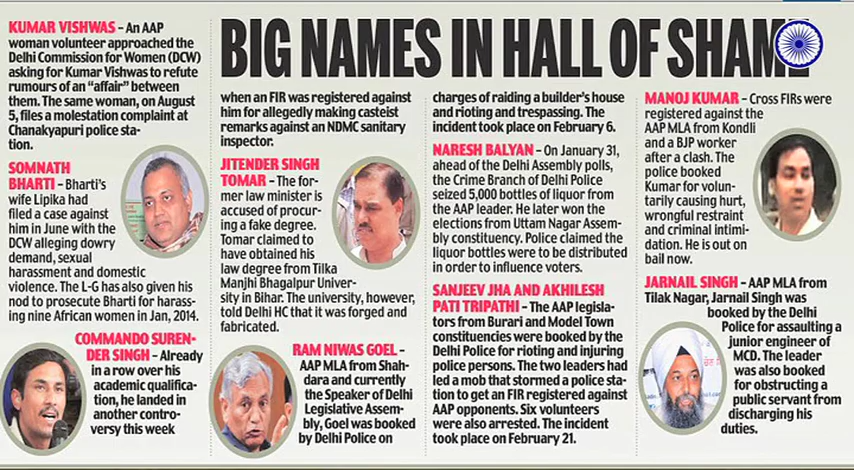 BIG NAMES IN HALL OF SHAME
KUMAR VISHWAS – An AAP
woman volunteer approached the
Delhi Commission for Women (DCW)
asking for Kumar Vishwas to refute
rumours of an “affair” between
them. The same woman, on August
5, files a molestation complaint at
Chanakyapuri police sta-
tion.
SOMNATH
BHARTI – Bharti’s
wife Lipika had
filed a case against
him in June with the
DCW alleging dowry
demand, sexual
harassment and domestic
violence. The L-G has also given his
nod to prosecute Bharti for harass-
ing nine African women in Jan, 2014.
COMMANDO SUREN-
DER SINGH – Already
in a row over his
academic qualifica-
tion, he landed in
another contro-
versy this week
when an FIR was registered against
him for allegedly making casteist
remarks against an NDMC sanitary
inspector.
JITENDER SINGH
TOMAR – The for-
mer law minister is
accused of procur-
ing a fake degree.
Tomar claimed to
have obtained his
law degree from Tilka
Manjhi Bhagalpur Univer-
sity in Bihar. The university, however,
told Delhi HC that it was forged and
fabricated.
RAM NIWAS GOEL –
AAP MLA from Shah-
dara and currently
the Speaker of Delhi
Legislative Assem-
bly, Goel was booked
by Delhi Police on
charges of raiding a builder’s house
and rioting and trespassing. The
incident took place on February 6.
NARESH BALYAN – On January 31,
ahead of the Delhi Assembly polls,
the Crime Branch of Delhi Police
seized 5,000 bottles of liquor from
the AAP leader. He later won the
elections from Uttam Nagar Assem-
bly constituency. Police claimed the
liquor bottles were to be distributed
in order to influence voters.
SANJEEV JHA AND AKHILESH
PATI TRIPATHI – The AAP legisla-
tors from Burari and Model Town
constituencies were booked by the
Delhi Police for rioting and injuring
police persons. The two leaders had
led a mob that stormed a police sta-
tion to get an FIR registered against
AAP opponents. Six volunteers
were also arrested. The incident
took place on February 21.
MANOJ KUMAR – Cross FIRs were
registered against the
AAP MLA from Kondli
and a BJP worker
after a clash. The
police booked
Kumar for volun-
tarily causing hurt,
wrongful restraint
and criminal intimi-
dation. He is out on
bail now.
JARNAIL SINGH – AAP MLA from
Tilak Nagar, Jarnail Singh was
booked by the Delhi
Police for assaulting a
junior engineer of
MCD. The leader
was also booked
for obstructing a
public servant from
discharging his
duties.